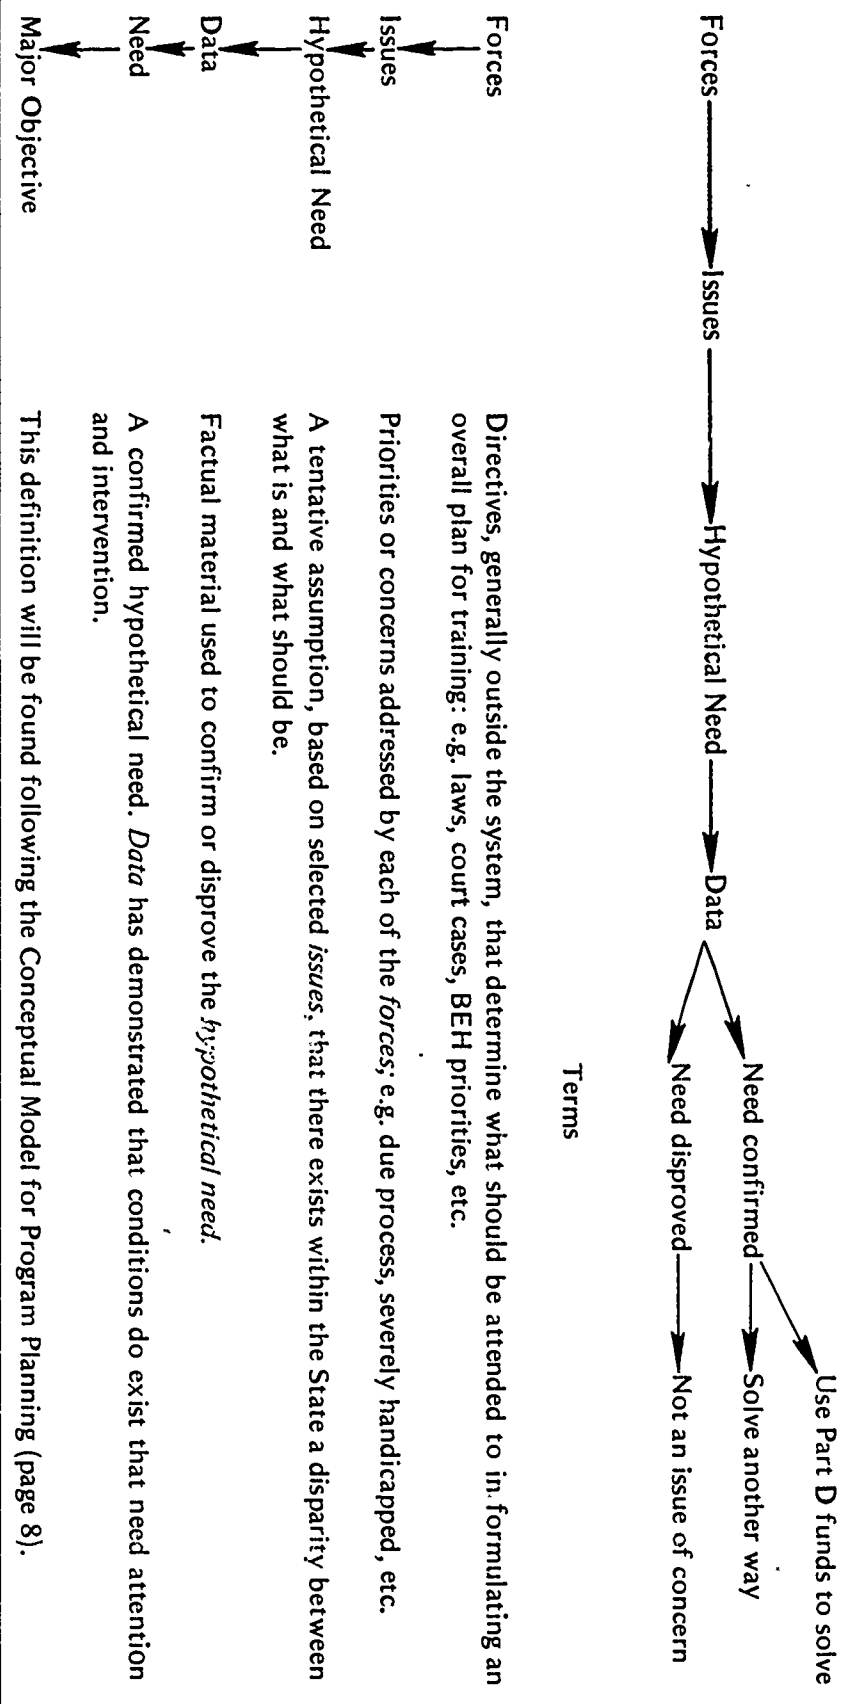 Use Part D funds to solve
Forces Issues Hypothetical Need Data Need confirmed Solve another way
Need disproved Not an issue of concern
Terms
Forces Directives, generally outside the system, that determine what should be attended to in formulating an
overall plan for training: e.g. laws, court cases, BEH priorities, etc.
Issues Priorities or concerns addressed by each of the forces; e.g. due process, severely handicapped, etc.
Hypothetical Need A tentative assumption, based on selected issues, that there exists within the State a disparity between
what is and what should be.
Data Factual material used to confirm or disprove the hypothetical need.
Need A confirmed hypothetical need. Data has demonstrated that conditions do exist that need attention
and intervention.
Major Objective This definition will be found following the Conceptual Model for Program Planning (page 8).